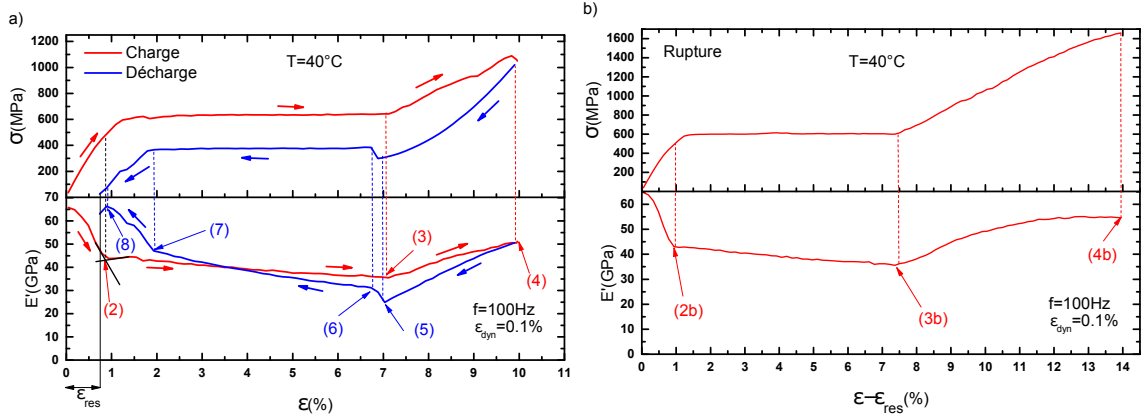 a)
1200
1000
800
600
400
200
σ(MPa)
Charge
Décharge
T=40°C
70
60
50
40
30
20
10
0
E'(GPa)
(8)
(7)
(2)
(3)
(4)
(6)
(5)
f=100Hz
εdyn=0.1%
0 1 2 3 4 5 6 7 8 9 10 11
εres
ε(%)
b)
1600
1400
1200
1000
800
600
400
200
σ(MPa)
Rupture
T=40°C
60
50
40
30
20
10
0
E'(GPa)
(2b)
(3b)
(4b)
f=100Hz
εdyn=0.1%
0 1 2 3 4 5 6 7 8 9 10 11 12 13 14
ε−εres(%)